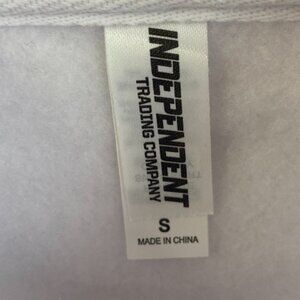 INDEPENDENT
TRADING COMPANY
S
MADE IN CHINA